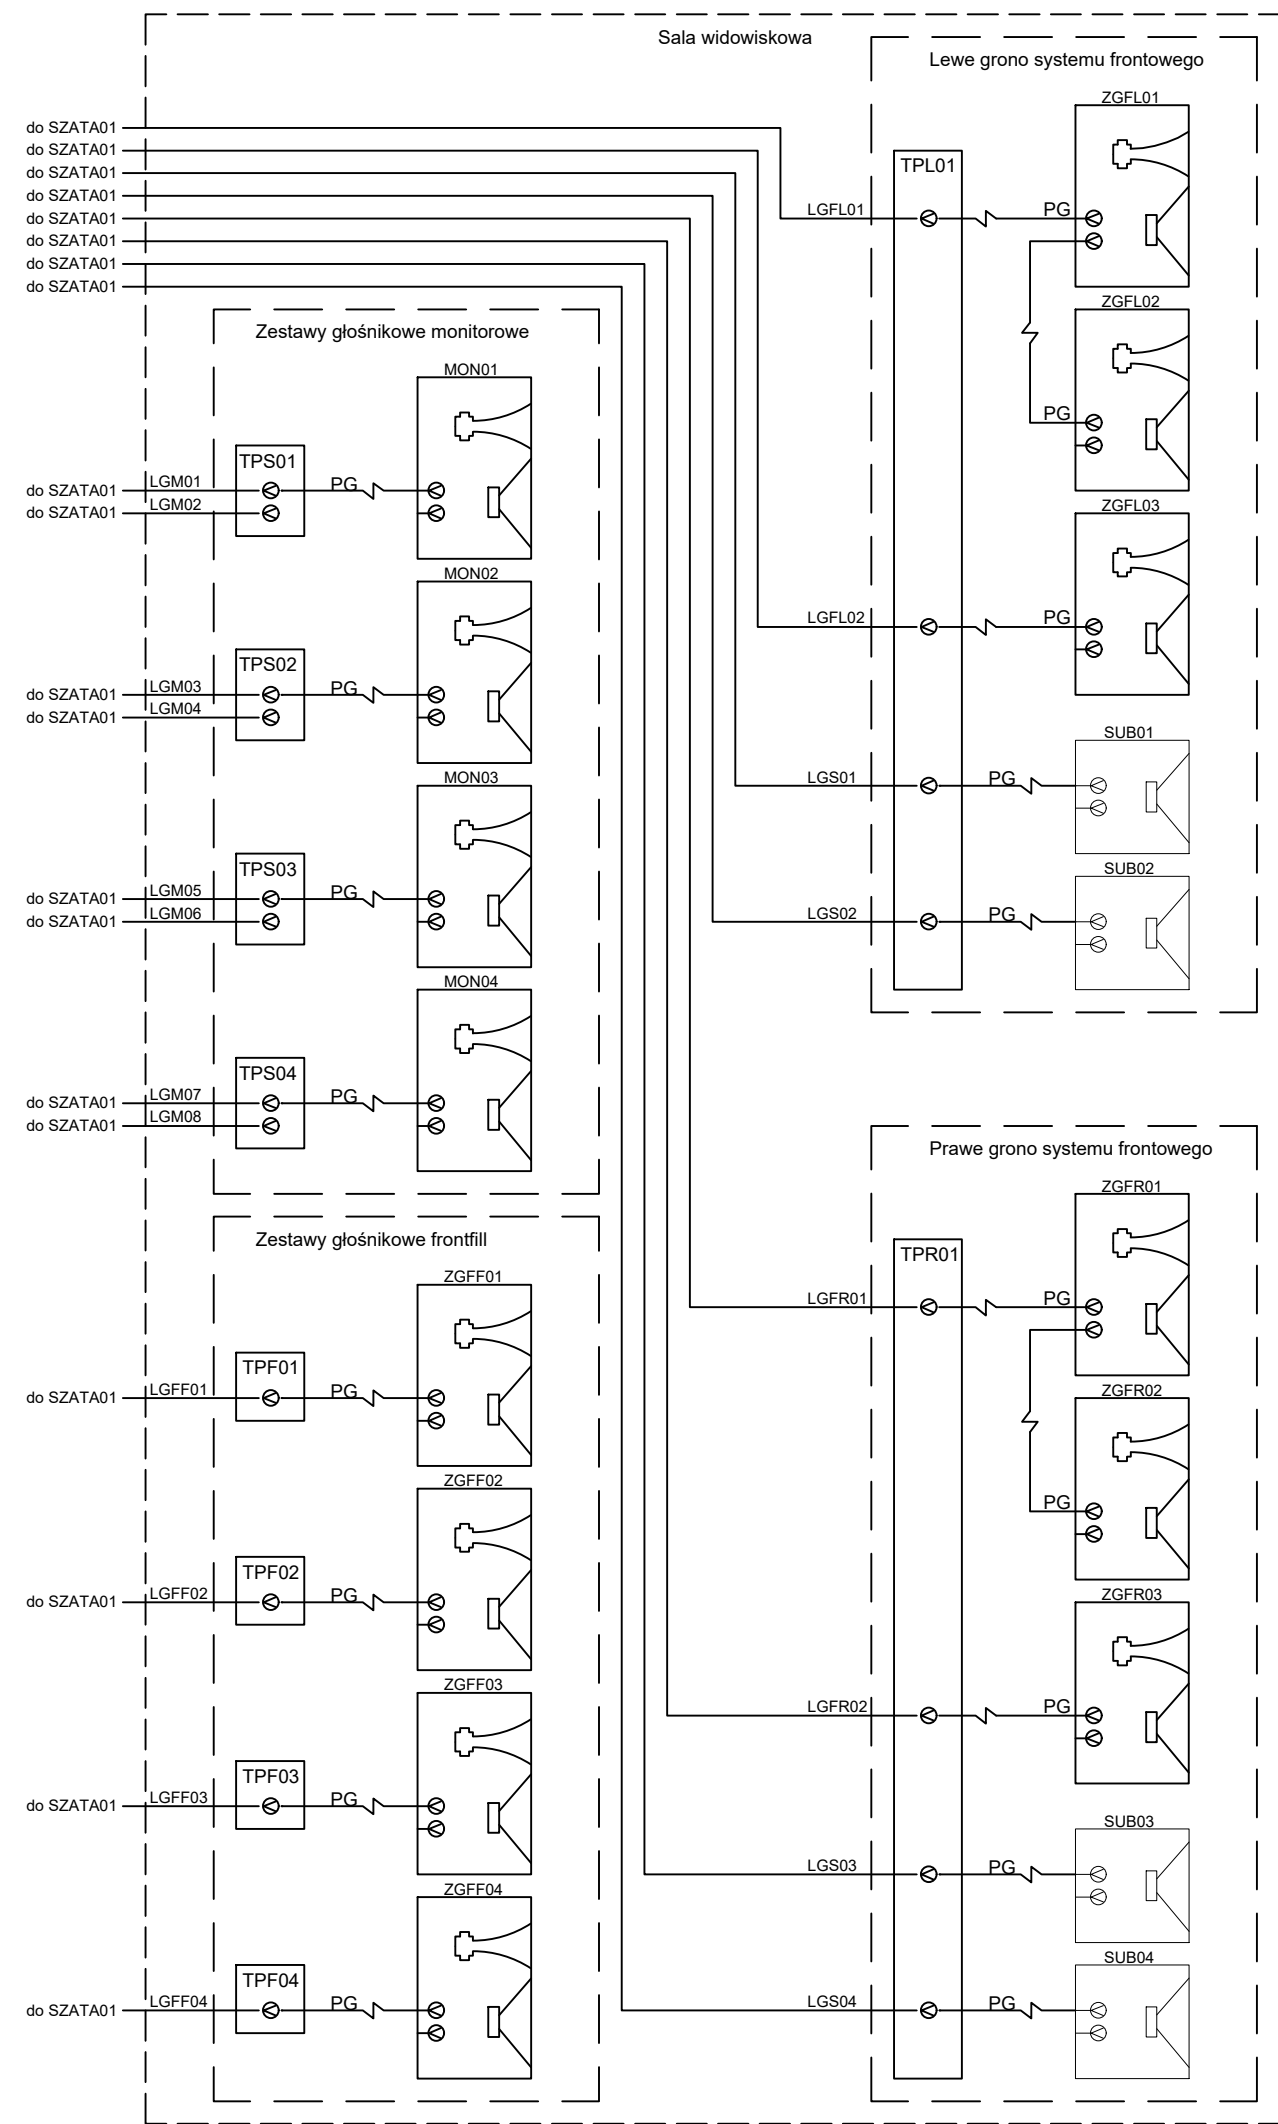 Sala widowiskowa
Lewe grono systemu frontowego
ZGFL01
do SZATA01
do SZATA01
do SZATA01
do SZATA01
do SZATA01
do SZATA01
do SZATA01
do SZATA01
TPL01
LGFL01
PG
ZGFL02
PG
ZGFL03
LGFL02
PG
SUB01
LGS01
PG
SUB02
LGS02
PG
Zestawy głośnikowe monitorowe
MON01
TPS01
do SZATA01
LGM01
PG
do SZATA01
LGM02
MON02
TPS02
do SZATA01
LGM03
PG
do SZATA01
LGM04
MON03
TPS03
do SZATA01
LGM05
PG
do SZATA01
LGM06
MON04
TPS04
do SZATA01
LGM07
PG
do SZATA01
LGM08
Prawe grono systemu frontowego
ZGFR01
TPR01
LGFR01
PG
ZGFR02
PG
ZGFR03
LGFR02
PG
SUB03
LGS03
PG
SUB04
LGS04
PG
Zestawy głośnikowe frontfill
ZGFF01
TPF01
do SZATA01
LGFF01
PG
ZGFF02
TPF02
do SZATA01
LGFF02
PG
ZGFF03
TPF03
do SZATA01
LGFF03
PG
ZGFF04
TPF04
do SZATA01
LGFF04
PG